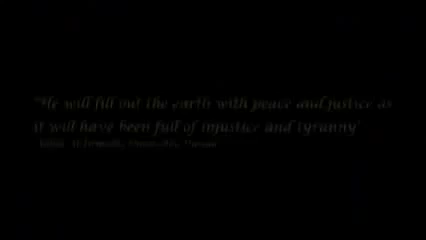 "He will fill out the earth with peace and justice as
it will have been full of injustice and tyranny"